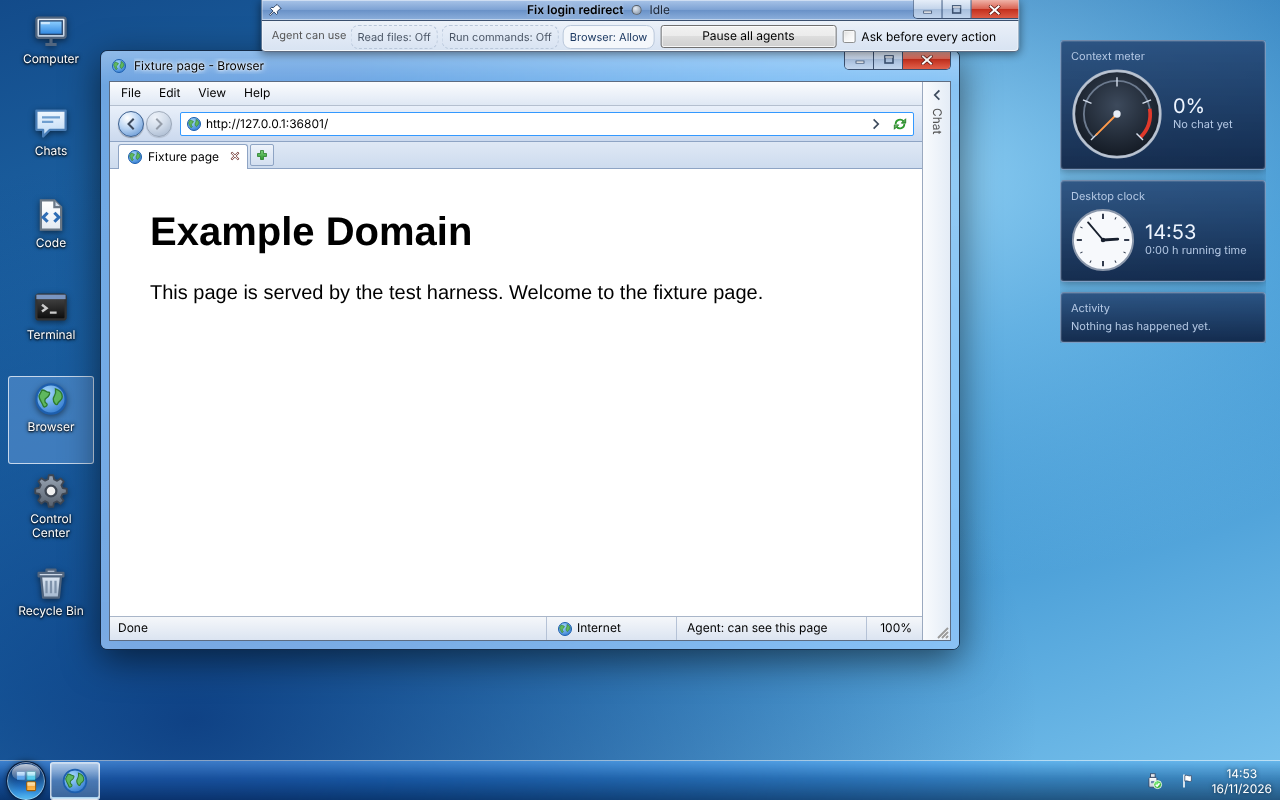 Fix login redirect Idle
Agent can use Read files: Off Run commands: Off Browser: Allow Pause all agents Ask before every action
Computer
Chats
Code
Terminal
Browser
Control
Center
Recycle Bin
Fixture page - Browser
File Edit View Help
http://127.0.0.1:36801/
Fixture page
Example Domain
This page is served by the test harness. Welcome to the fixture page.
Done Internet Agent: can see this page 100%
Chat
Context meter
0%
No chat yet
Desktop clock
14:53
0:00 h running time
Activity
Nothing has happened yet.
14:53
16/11/2026